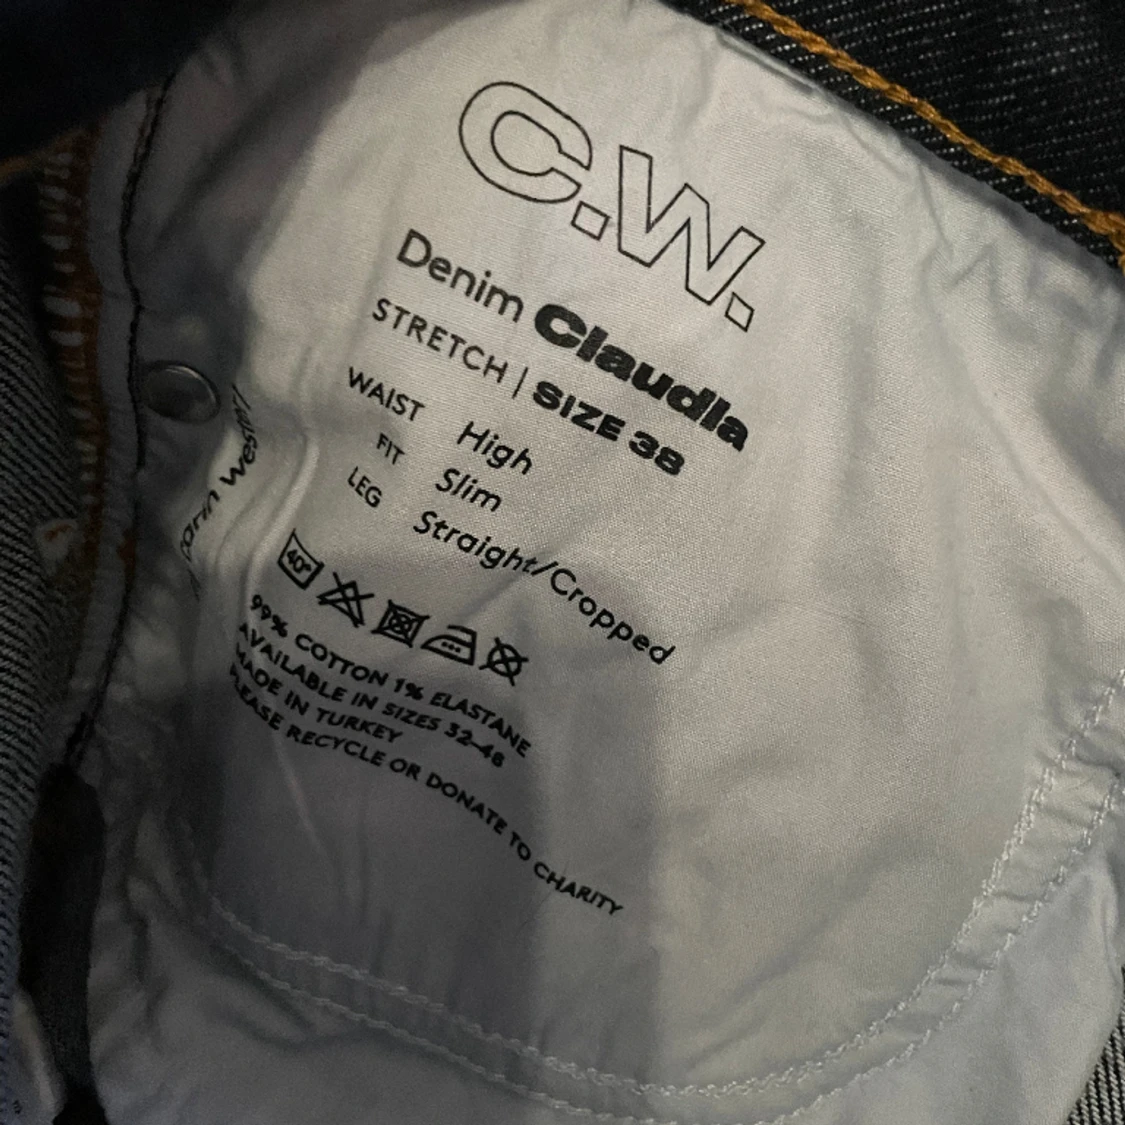 C.W.
Denim Claudia
STRETCH | SIZE 38
WAIST High
FIT Slim
LEG Straight/Cropped
40°
99% COTTON 1% ELASTANE
AVAILABLE IN SIZES 32-48
MADE IN TURKEY
PLEASE RECYCLE OR DONATE TO CHARITY